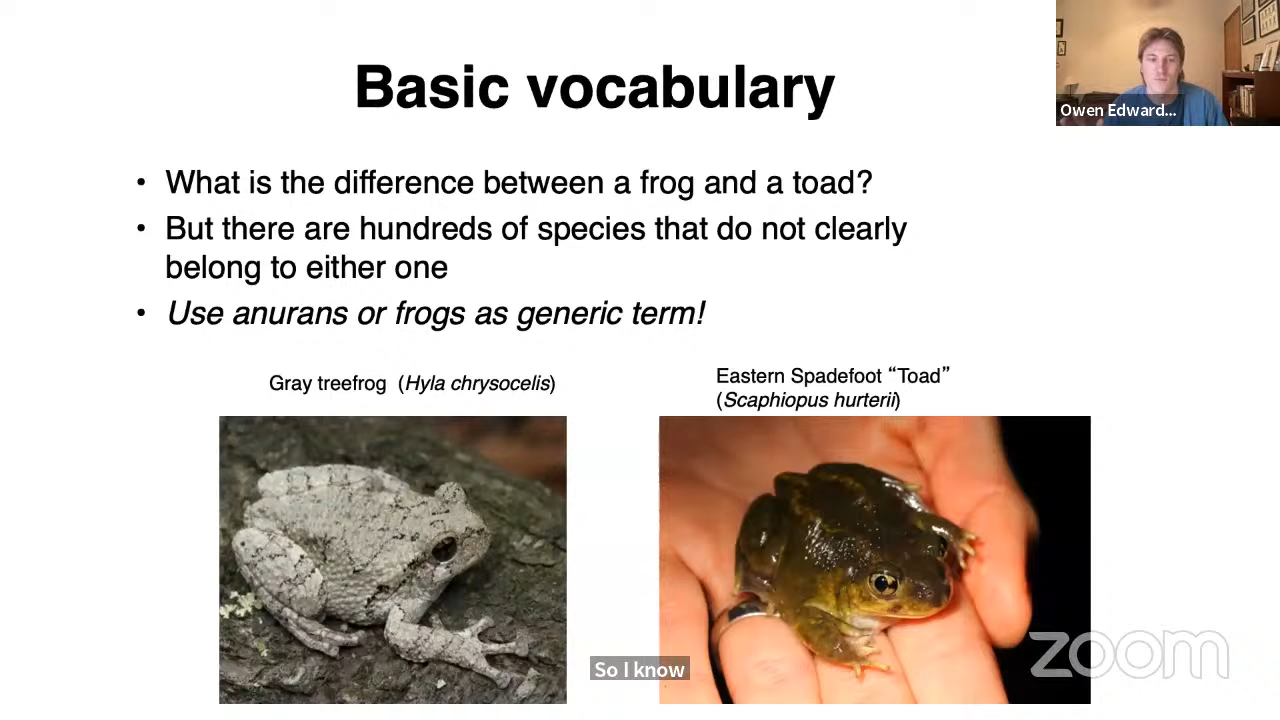 Basic vocabulary
Owen Edward...
• What is the difference between a frog and a toad?
• But there are hundreds of species that do not clearly
belong to either one
• Use anurans or frogs as generic term!
Gray treefrog (Hyla chrysocelis)
Eastern Spadefoot “Toad”
(Scaphiopus hurterii)
So I know
zoom